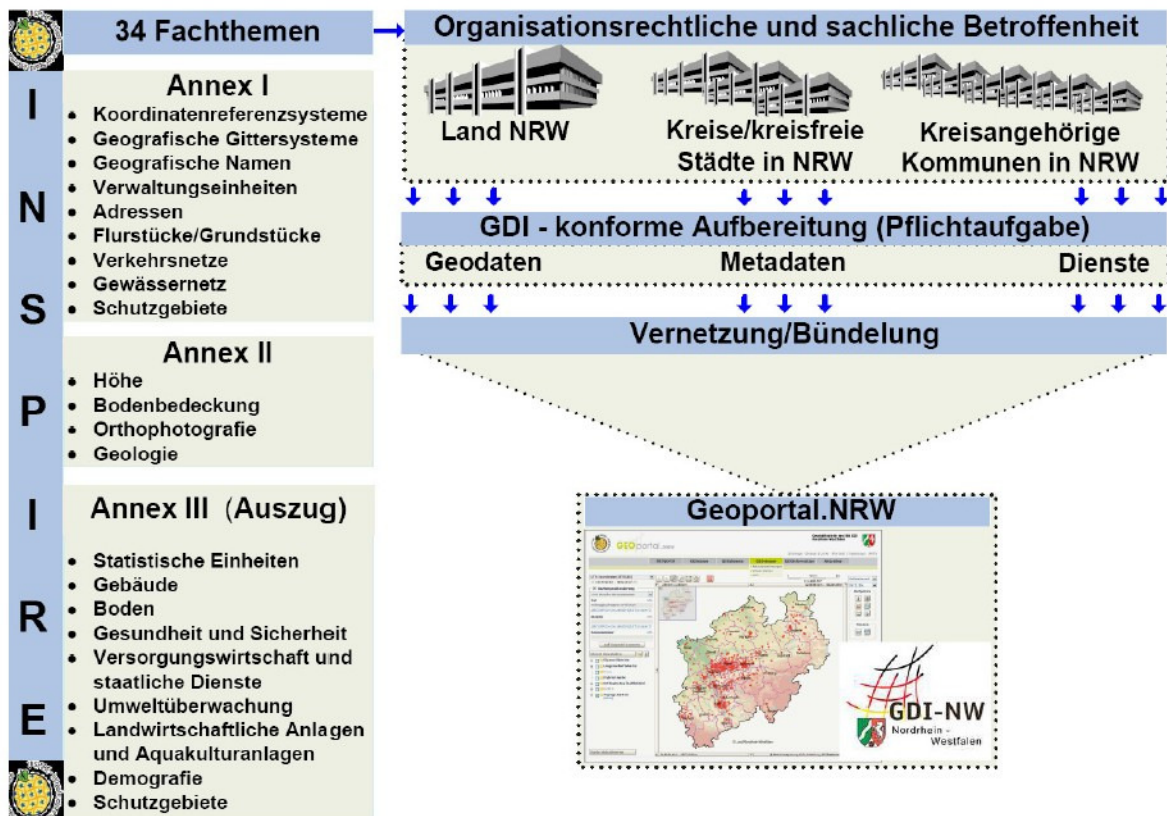 34 Fachthemen
I
N
S
P
I
R
E
Annex I
• Koordinatenreferenzsysteme
• Geografische Gittersysteme
• Geografische Namen
• Verwaltungseinheiten
• Adressen
• Flurstücke/Grundstücke
• Verkehrsnetze
• Gewässernetz
• Schutzgebiete
Annex II
• Höhe
• Bodenbedeckung
• Orthophotografie
• Geologie
Annex III (Auszug)
• Statistische Einheiten
• Gebäude
• Boden
• Gesundheit und Sicherheit
• Versorgungswirtschaft und
staatliche Dienste
• Umweltüberwachung
• Landwirtschaftliche Anlagen
und Aquakulturanlagen
• Demografie
• Schutzgebiete
Organisationsrechtliche und sachliche Betroffenheit
Land NRW
Kreise/kreisfreie
Städte in NRW
Kreisangehörige
Kommunen in NRW
GDI - konforme Aufbereitung (Pflichtaufgabe)
Geodaten
Metadaten
Dienste
Vernetzung/Bündelung
Geoportal.NRW
GEOportal.NRW
GDI-NW
Nordrhein -
Westfalen